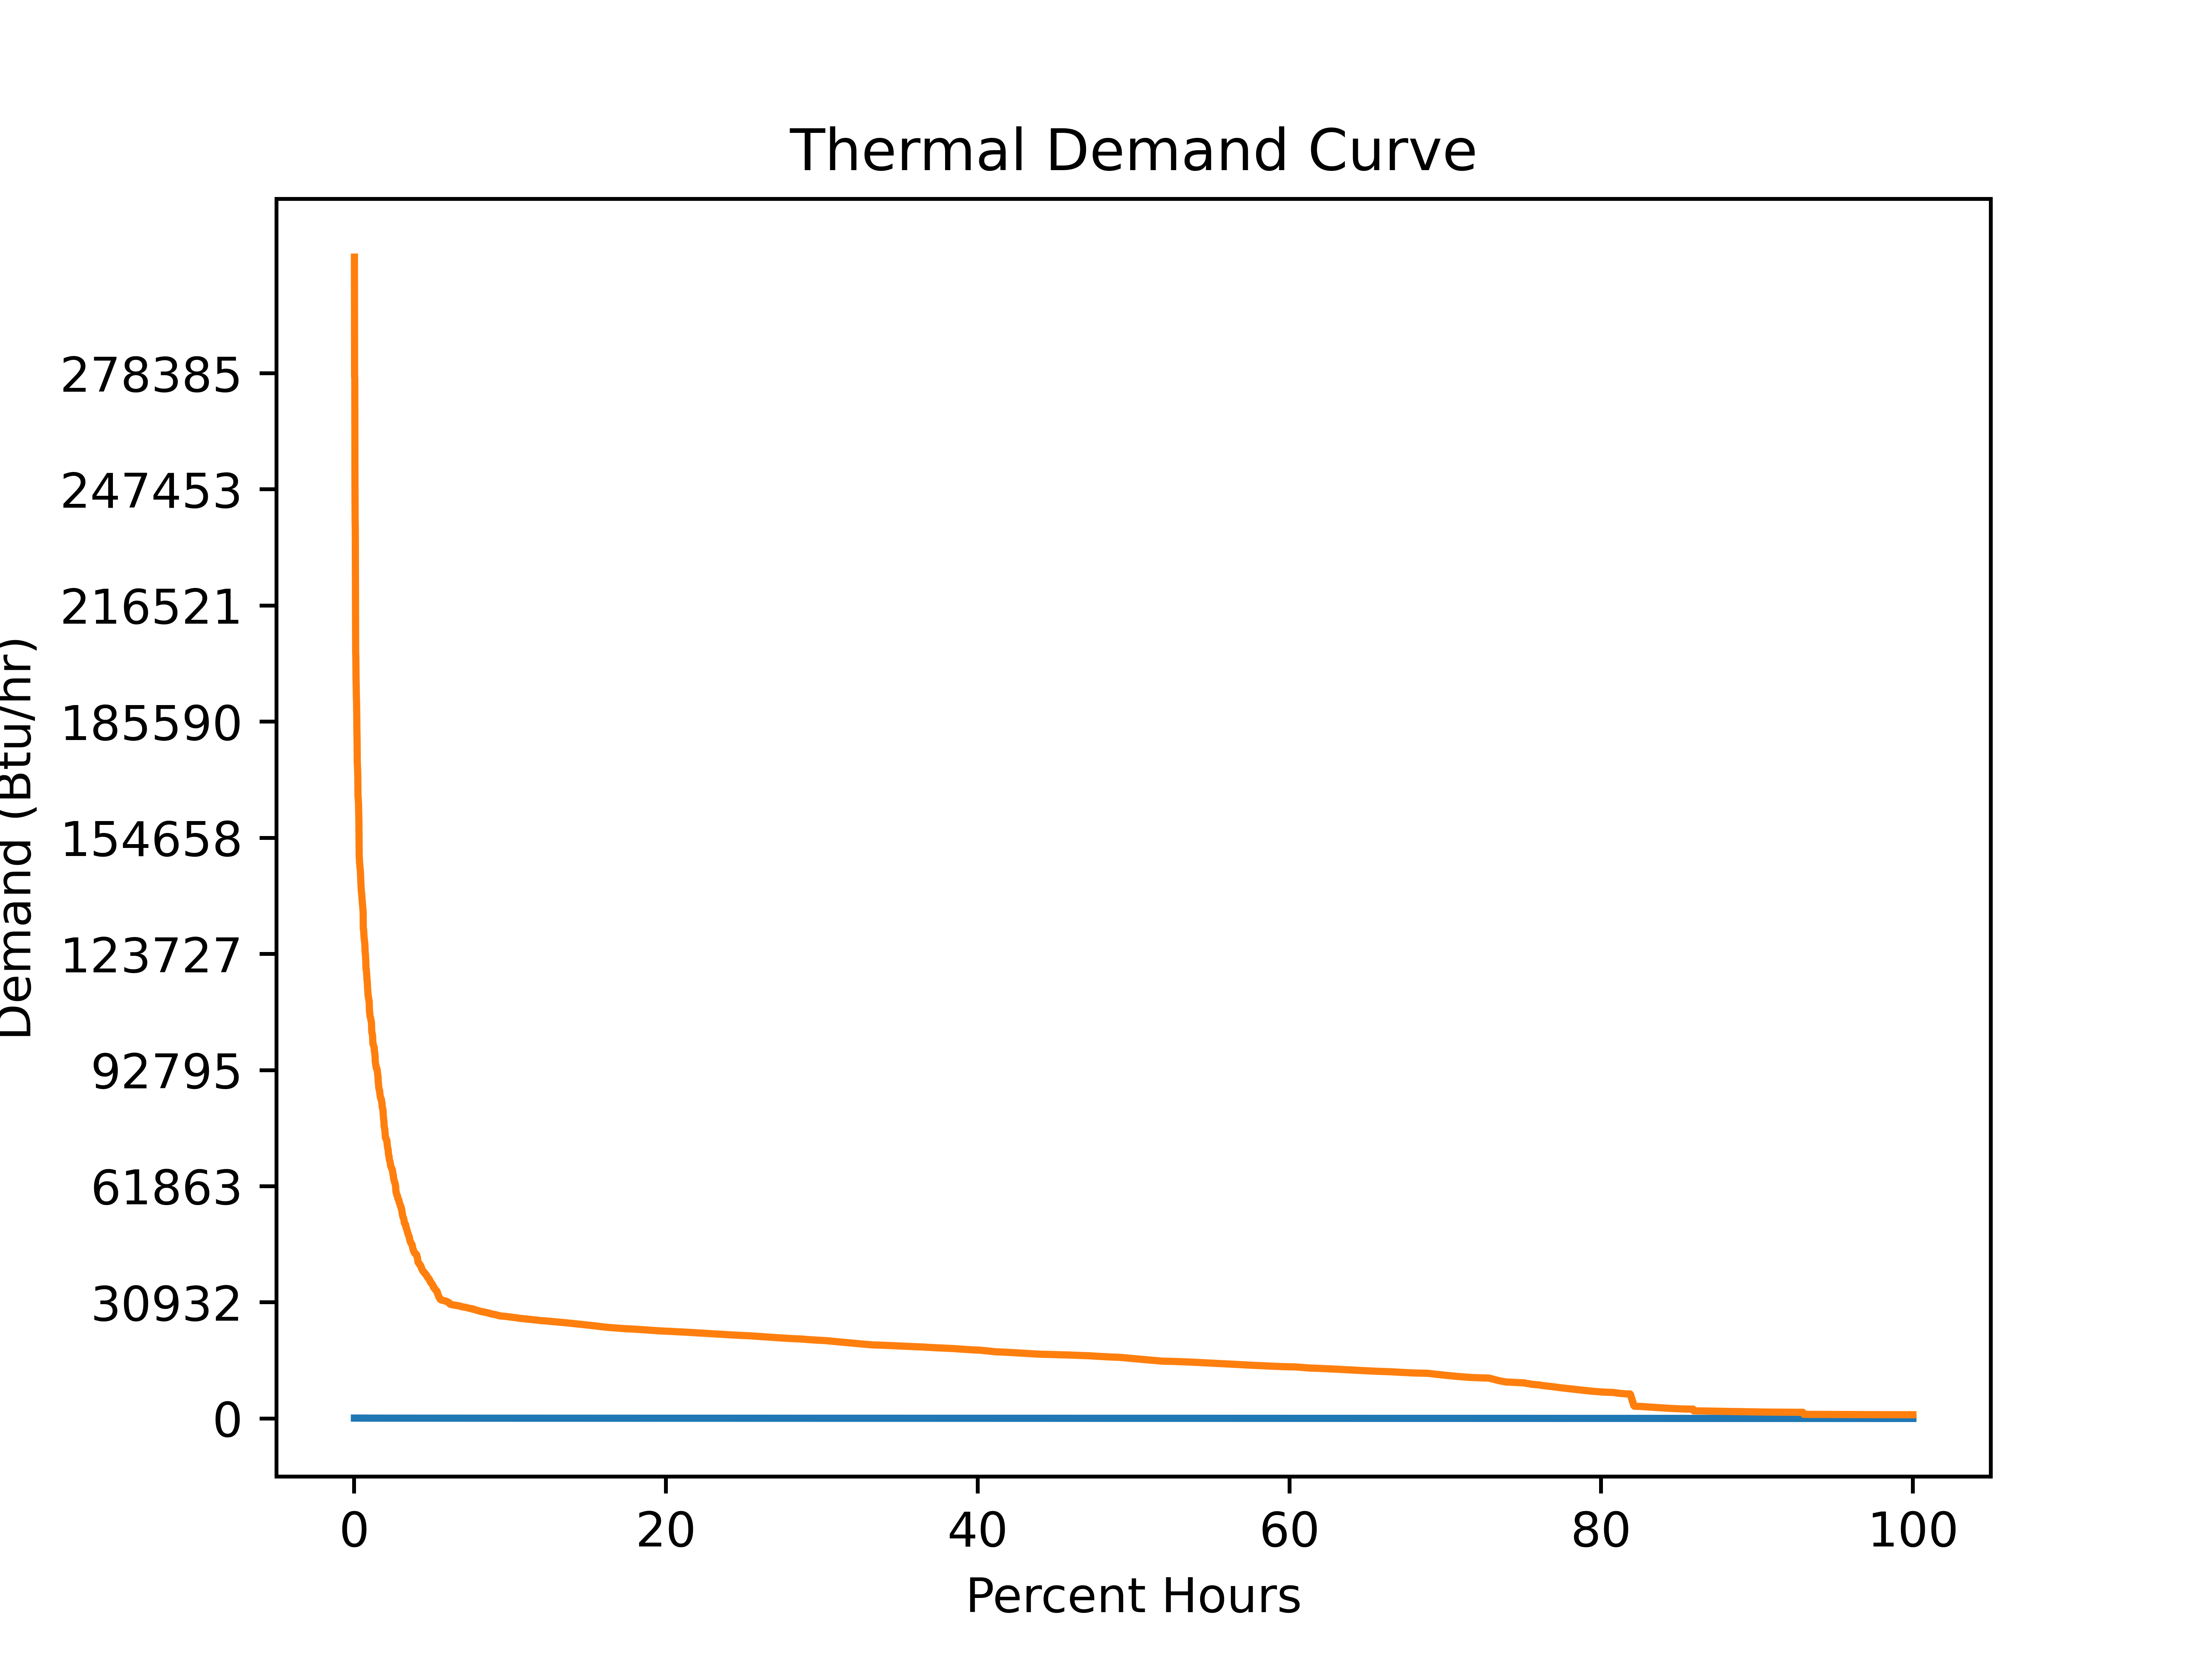 Thermal Demand Curve
278385
247453
216521
185590
154658
123727
92795
61863
30932
0
Demand (Btu/hr)
0 20 40 60 80 100
Percent Hours